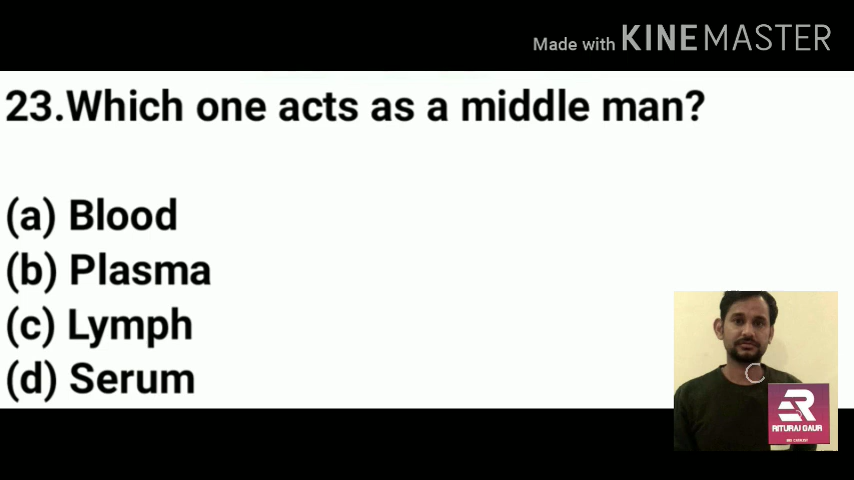 Made with KINEMASTER
23.Which one acts as a middle man?
(a) Blood
(b) Plasma
(c) Lymph
(d) Serum
RITURAJ GAUR